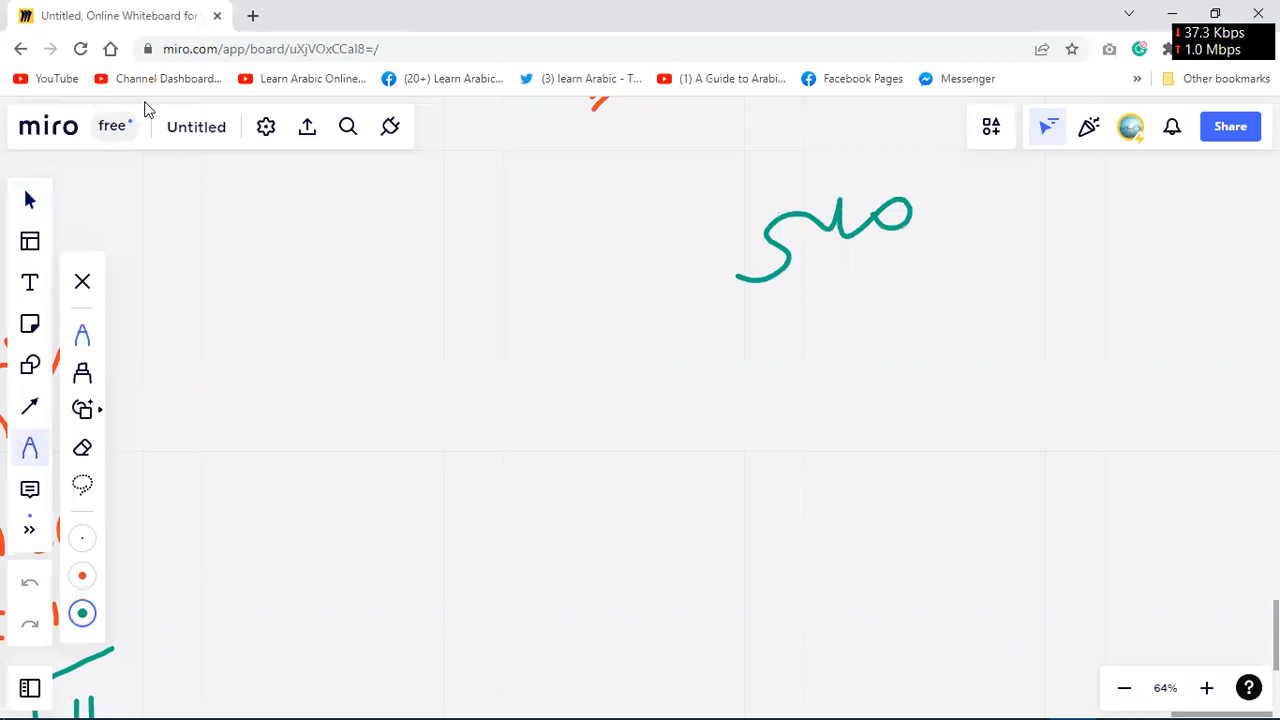 Untitled, Online Whiteboard for
37.3 Kbps
1.0 Mbps
miro.com/app/board/uXjVOxCCaI8=/
YouTube Channel Dashboard... Learn Arabic Online... (20+) Learn Arabic... (3) learn Arabic - T... (1) A Guide to Arabi... Facebook Pages Messenger » Other bookmarks
miro free Untitled Share
64%